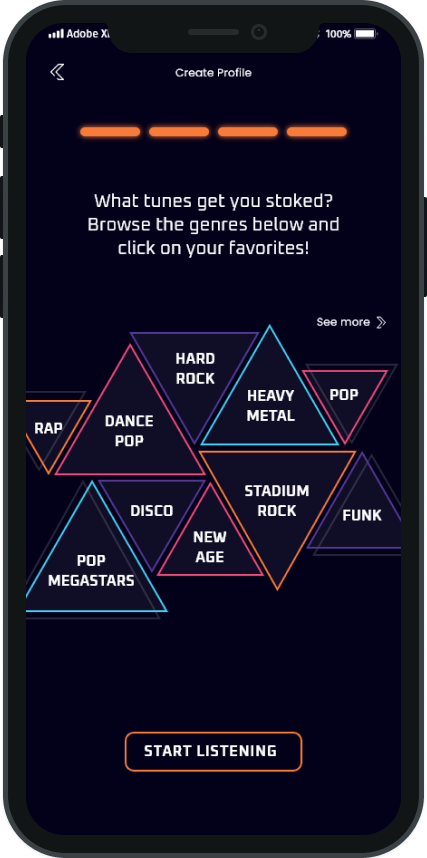 Adobe
100%
Create Profile
What tunes get you stoked?
Browse the genres below and
click on your favorites!
See more
HARD
ROCK
HEAVY
METAL
POP
RAP
DANCE
POP
DISCO
STADIUM
ROCK
FUNK
NEW
AGE
POP
MEGASTARS
START LISTENING